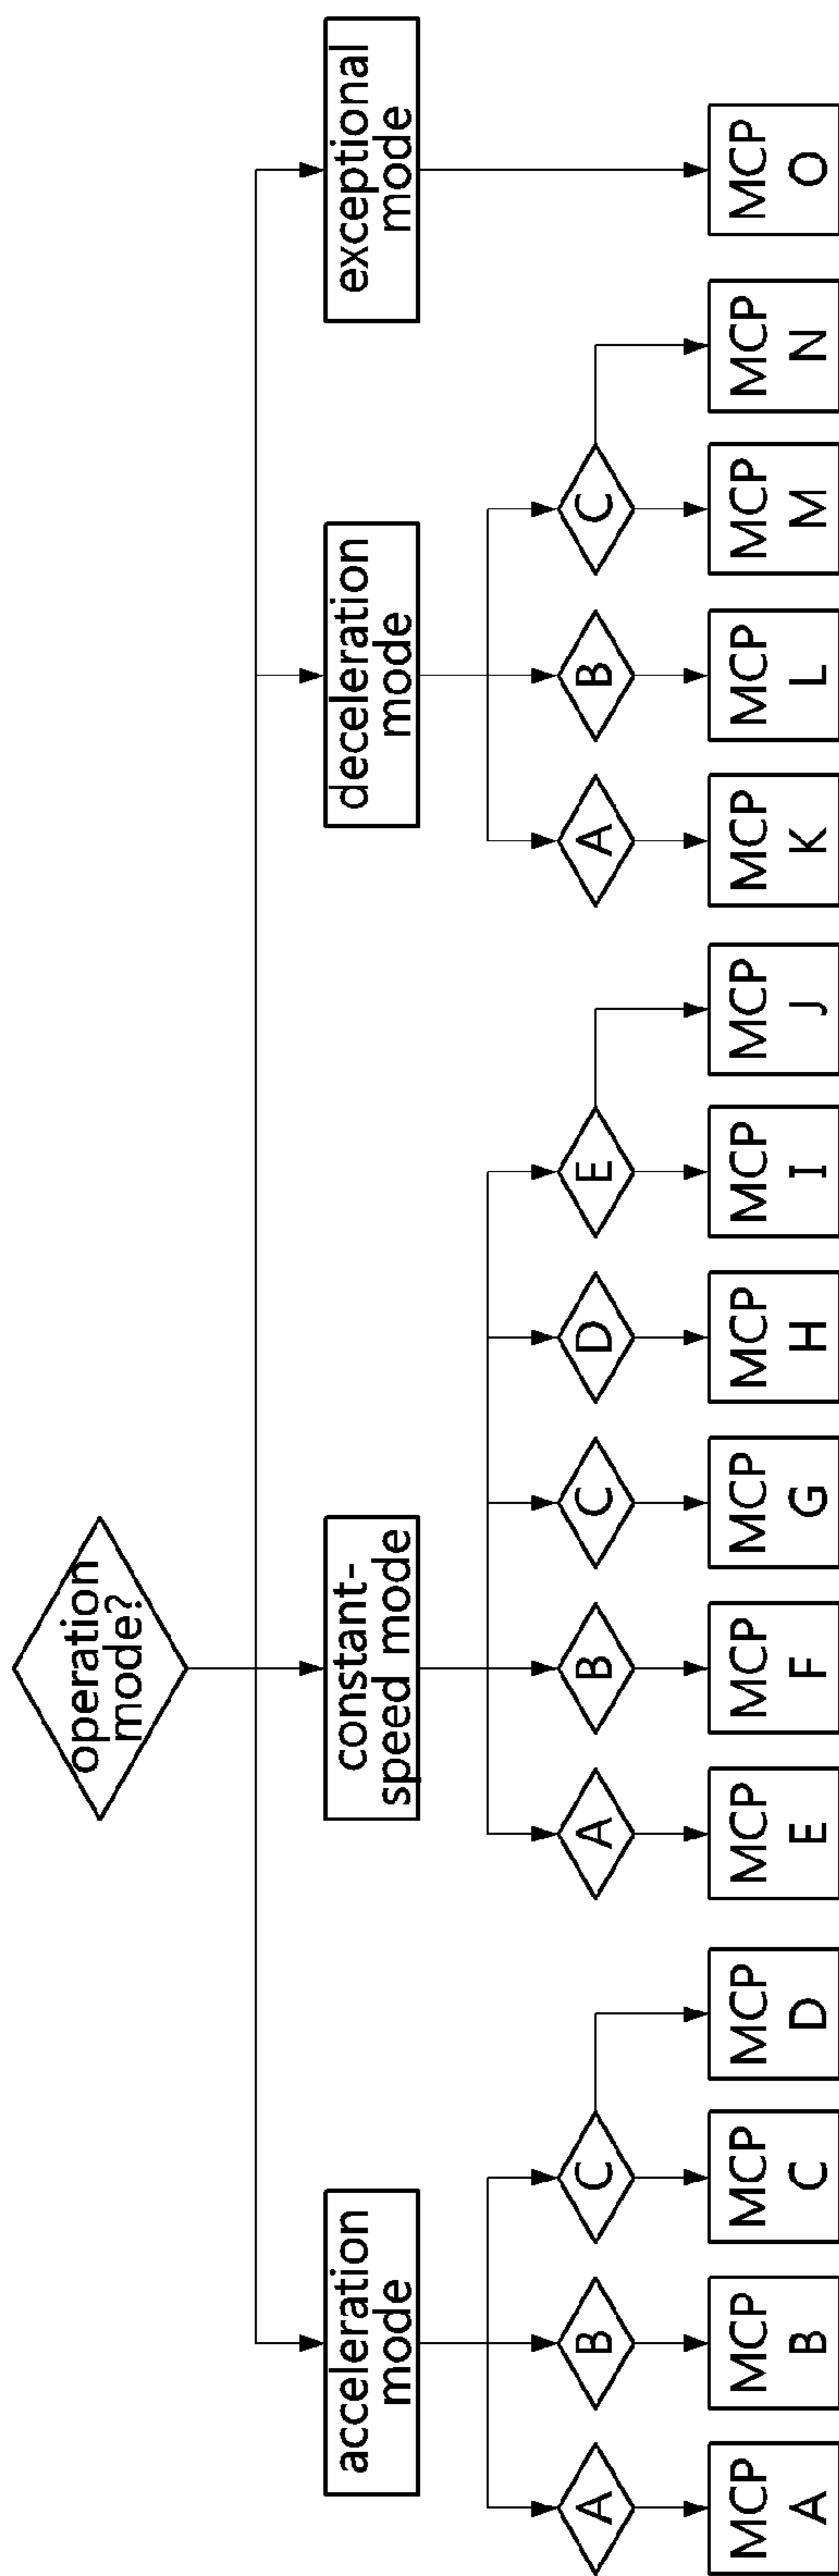 operation
mode?
acceleration
mode
constant-
speed mode
deceleration
mode
exceptional
mode
A
B
C
A
B
C
D
E
A
B
C
MCP
A
MCP
B
MCP
C
MCP
D
MCP
E
MCP
F
MCP
G
MCP
H
MCP
I
MCP
J
MCP
K
MCP
L
MCP
M
MCP
N
MCP
O